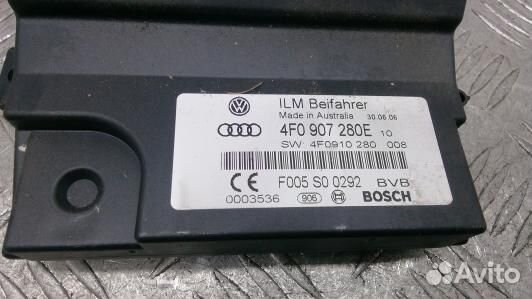 ILM Beifahrer
Made in Australia 30.06.06
4F0 907 280E 10
SW: 4F0910 280 008
CE F005 S0 0292 BVB
0003536 906 BOSCH
Avito